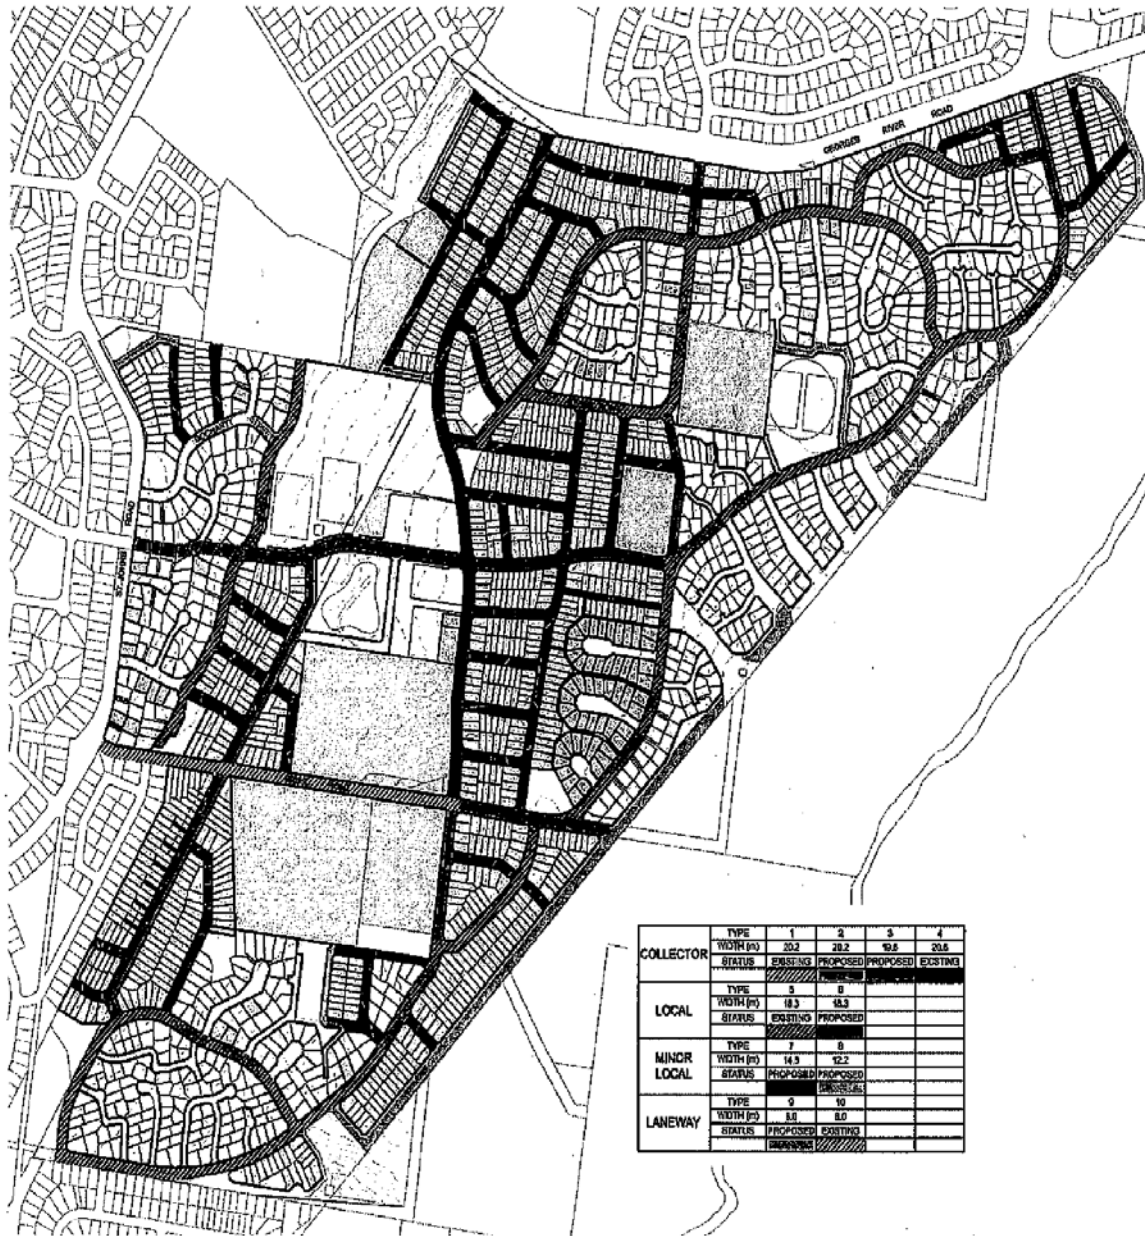 GEORGES RIVER ROAD
ROAD
COLLECTOR
TYPE 1 2 3 4
WIDTH (m) 20.2 20.2 19.6 20.6
STATUS EXISTING PROPOSED PROPOSED EXISTING
LOCAL
TYPE 5 6
WIDTH (m) 18.3 18.3
STATUS EXISTING PROPOSED
MINOR LOCAL
TYPE 7 8
WIDTH (m) 14.9 12.2
STATUS PROPOSED PROPOSED
LANEWAY
TYPE 9 10
WIDTH (m) 8.0 8.0
STATUS PROPOSED EXISTING